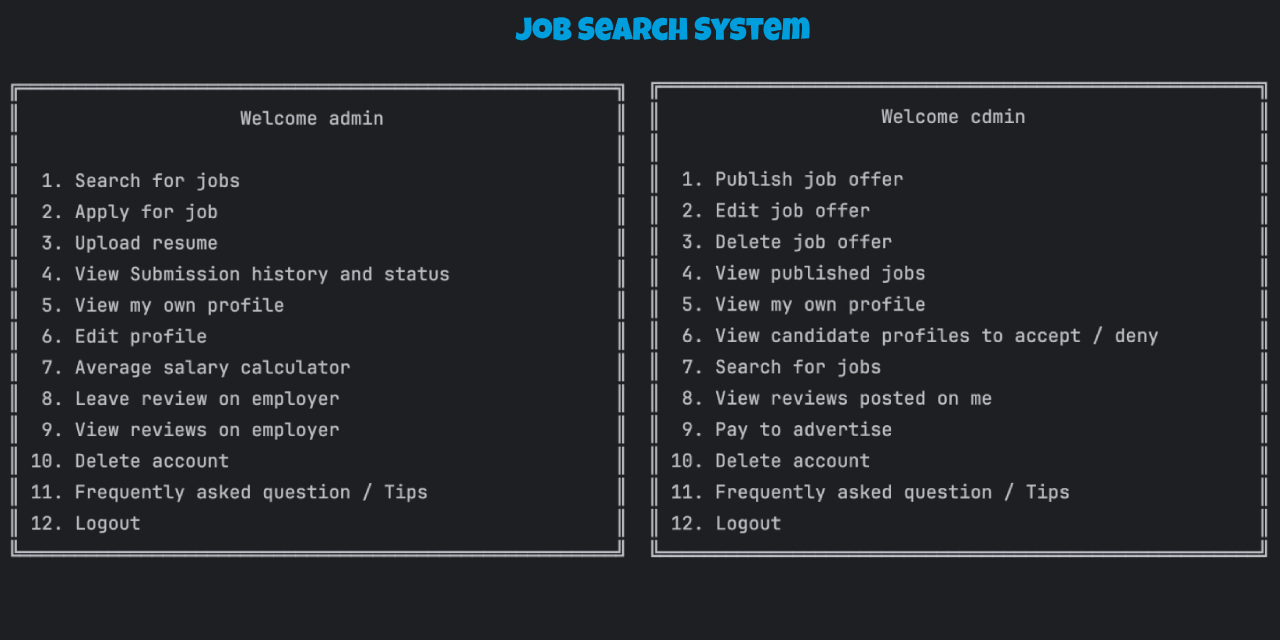 JOB SEARCH SYSTEM
Welcome admin
1. Search for jobs
2. Apply for job
3. Upload resume
4. View Submission history and status
5. View my own profile
6. Edit profile
7. Average salary calculator
8. Leave review on employer
9. View reviews on employer
10. Delete account
11. Frequently asked question / Tips
12. Logout
Welcome cdmin
1. Publish job offer
2. Edit job offer
3. Delete job offer
4. View published jobs
5. View my own profile
6. View candidate profiles to accept / deny
7. Search for jobs
8. View reviews posted on me
9. Pay to advertise
10. Delete account
11. Frequently asked question / Tips
12. Logout